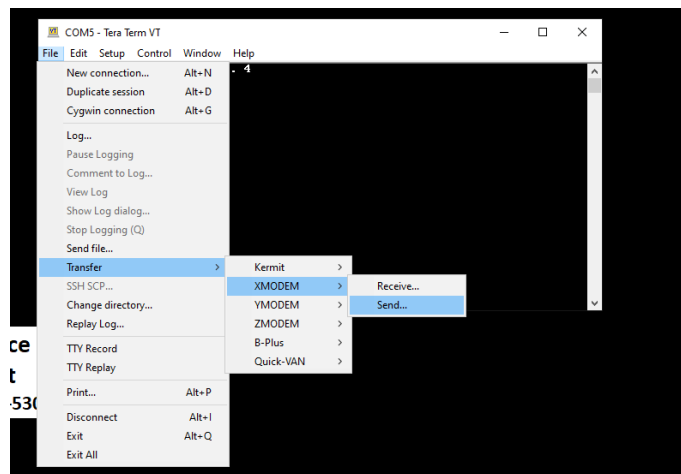 COM5 - Tera Term VT
File Edit Setup Control Window Help
New connection... Alt+N
. 4
Duplicate session Alt+D
Cygwin connection Alt+G
Log...
Pause Logging
Comment to Log...
View Log
Show Log dialog...
Stop Logging (Q)
Send file...
Transfer >
Kermit >
SSH SCP...
XMODEM >
Receive...
Change directory...
YMODEM >
Send...
Replay Log...
ZMODEM >
ce
TTY Record
B-Plus >
TTY Replay
Quick-VAN >
t
Print... Alt+P
-530
Disconnect Alt+I
Exit Alt+Q
Exit All